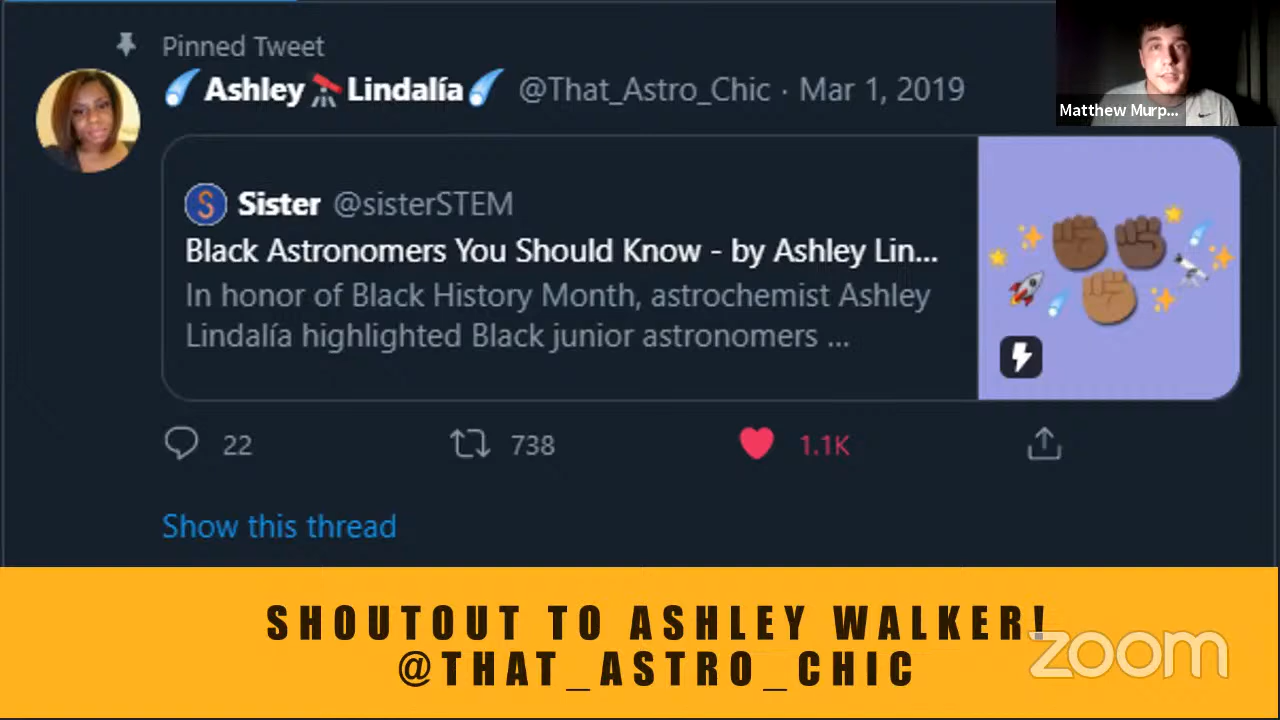 Pinned Tweet
Ashley Lindalía @That_Astro_Chic · Mar 1, 2019
Matthew Murp...
S Sister @sisterSTEM
Black Astronomers You Should Know - by Ashley Lin...
In honor of Black History Month, astrochemist Ashley
Lindalía highlighted Black junior astronomers ...
22 738 1.1K
Show this thread
SHOUTOUT TO ASHLEY WALKER!
@THAT_ASTRO_CHIC
zoom